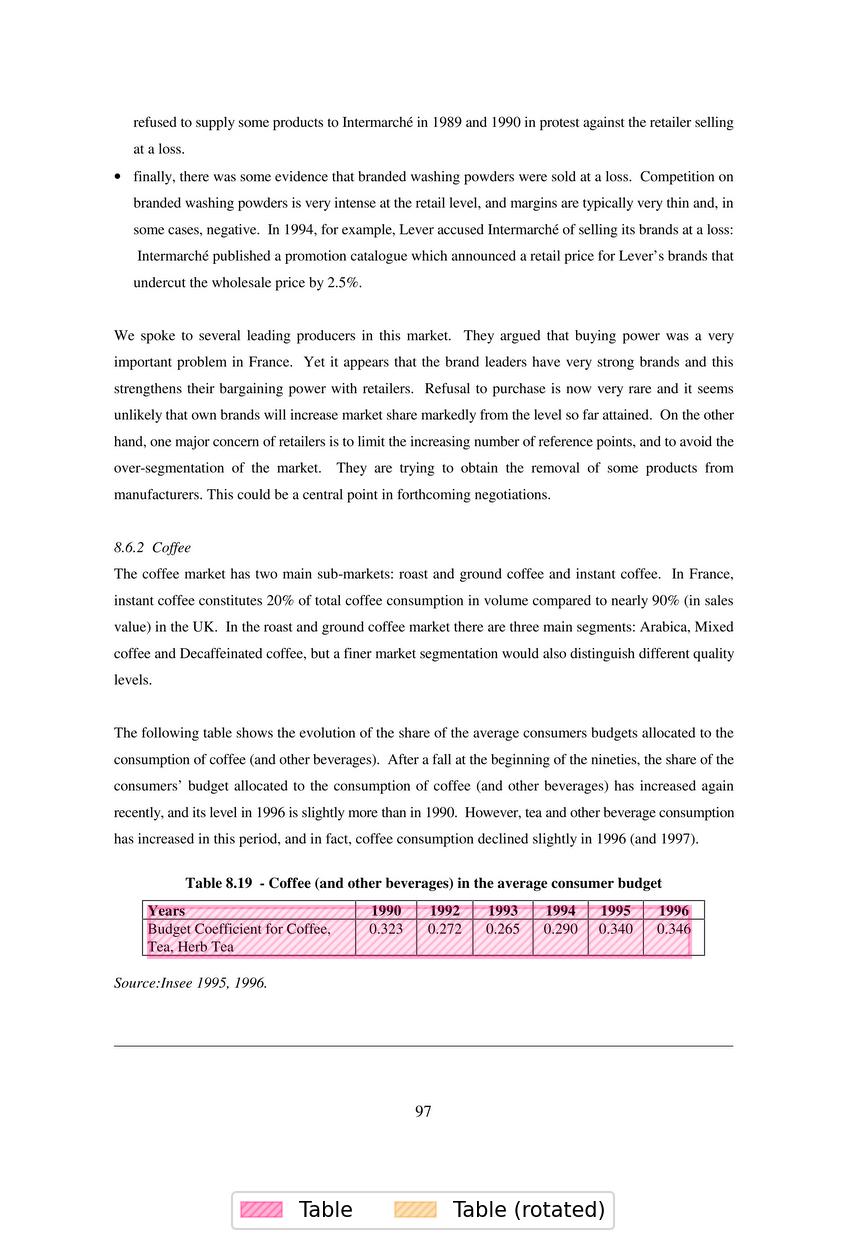 refused to supply some products to Intermarché in 1989 and 1990 in protest against the retailer selling
at a loss.
• finally, there was some evidence that branded washing powders were sold at a loss.  Competition on
branded washing powders is very intense at the retail level, and margins are typically very thin and, in
some cases, negative.  In 1994, for example, Lever accused Intermarché of selling its brands at a loss:
Intermarché published a promotion catalogue which announced a retail price for Lever's brands that
undercut the wholesale price by 2.5%.
We spoke to several leading producers in this market.  They argued that buying power was a very
important problem in France.  Yet it appears that the brand leaders have very strong brands and this
strengthens their bargaining power with retailers.  Refusal to purchase is now very rare and it seems
unlikely that own brands will increase market share markedly from the level so far attained.  On the other
hand, one major concern of retailers is to limit the increasing number of reference points, and to avoid the
over-segmentation of the market.  They are trying to obtain the removal of some products from
manufacturers. This could be a central point in forthcoming negotiations.
8.6.2  Coffee
The coffee market has two main sub-markets: roast and ground coffee and instant coffee.  In France,
instant coffee constitutes 20% of total coffee consumption in volume compared to nearly 90% (in sales
value) in the UK.  In the roast and ground coffee market there are three main segments: Arabica, Mixed
coffee and Decaffeinated coffee, but a finer market segmentation would also distinguish different quality
levels.
The following table shows the evolution of the share of the average consumers budgets allocated to the
consumption of coffee (and other beverages).  After a fall at the beginning of the nineties, the share of the
consumers' budget allocated to the consumption of coffee (and other beverages) has increased again
recently, and its level in 1996 is slightly more than in 1990.  However, tea and other beverage consumption
has increased in this period, and in fact, coffee consumption declined slightly in 1996 (and 1997).
Table 8.19  - Coffee (and other beverages) in the average consumer budget
Years 1990 1992 1993 1994 1995 1996
Budget Coefficient for Coffee, 0.323 0.272 0.265 0.290 0.340 0.346
Tea, Herb Tea
Source:Insee 1995, 1996.
97
Table Table (rotated)